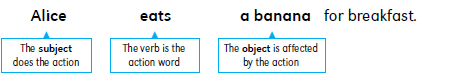 Alice eats a banana for breakfast.
The subject
does the action
The verb is the
action word
The object is affected
by the action